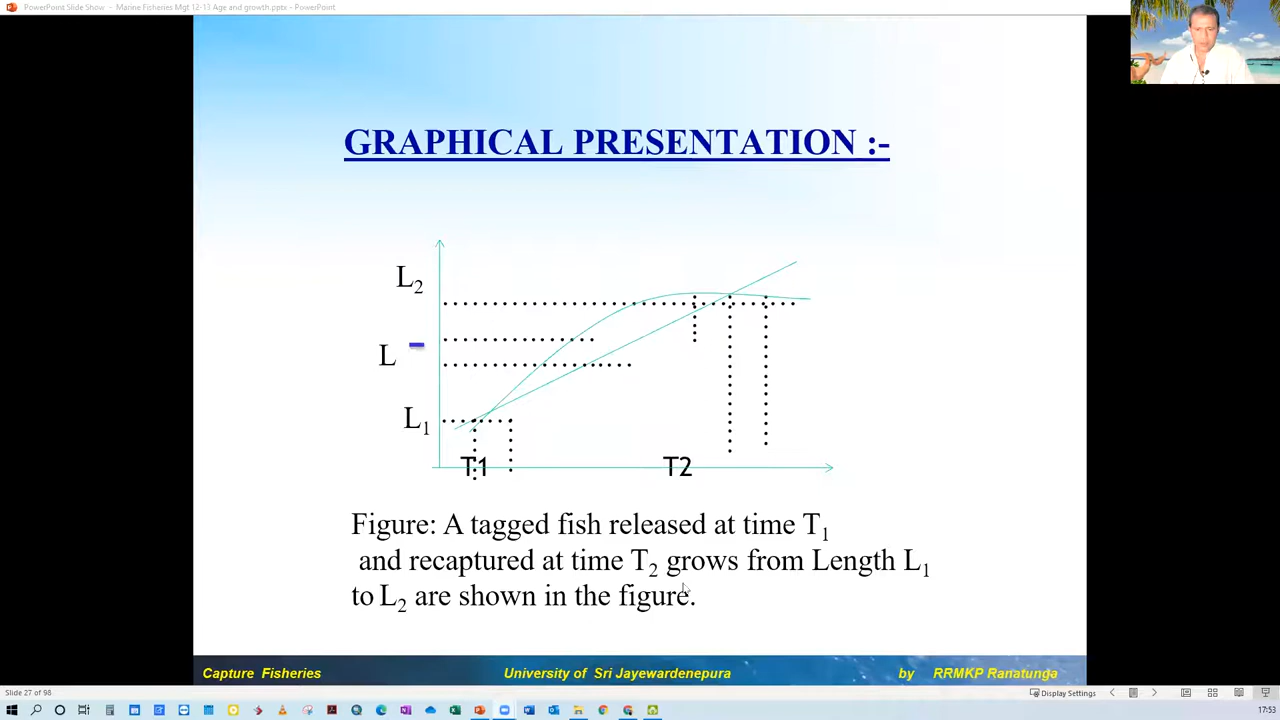 PowerPoint Slide Show – Marine Fisheries Mgt 12-13 Age and growth.pptx - PowerPoint
GRAPHICAL PRESENTATION :-
L2
L
L1
T1 T2
Figure: A tagged fish released at time T1
and recaptured at time T2 grows from Length L1
to L2 are shown in the figure.
Capture Fisheries University of Sri Jayewardenepura by RRMKP Ranatunga
Slide 27 of 98 Display Settings
17:53